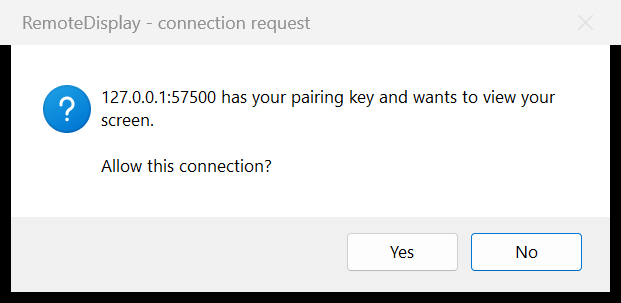 RemoteDisplay - connection request
127.0.0.1:57500 has your pairing key and wants to view your
screen.
Allow this connection?
Yes
No